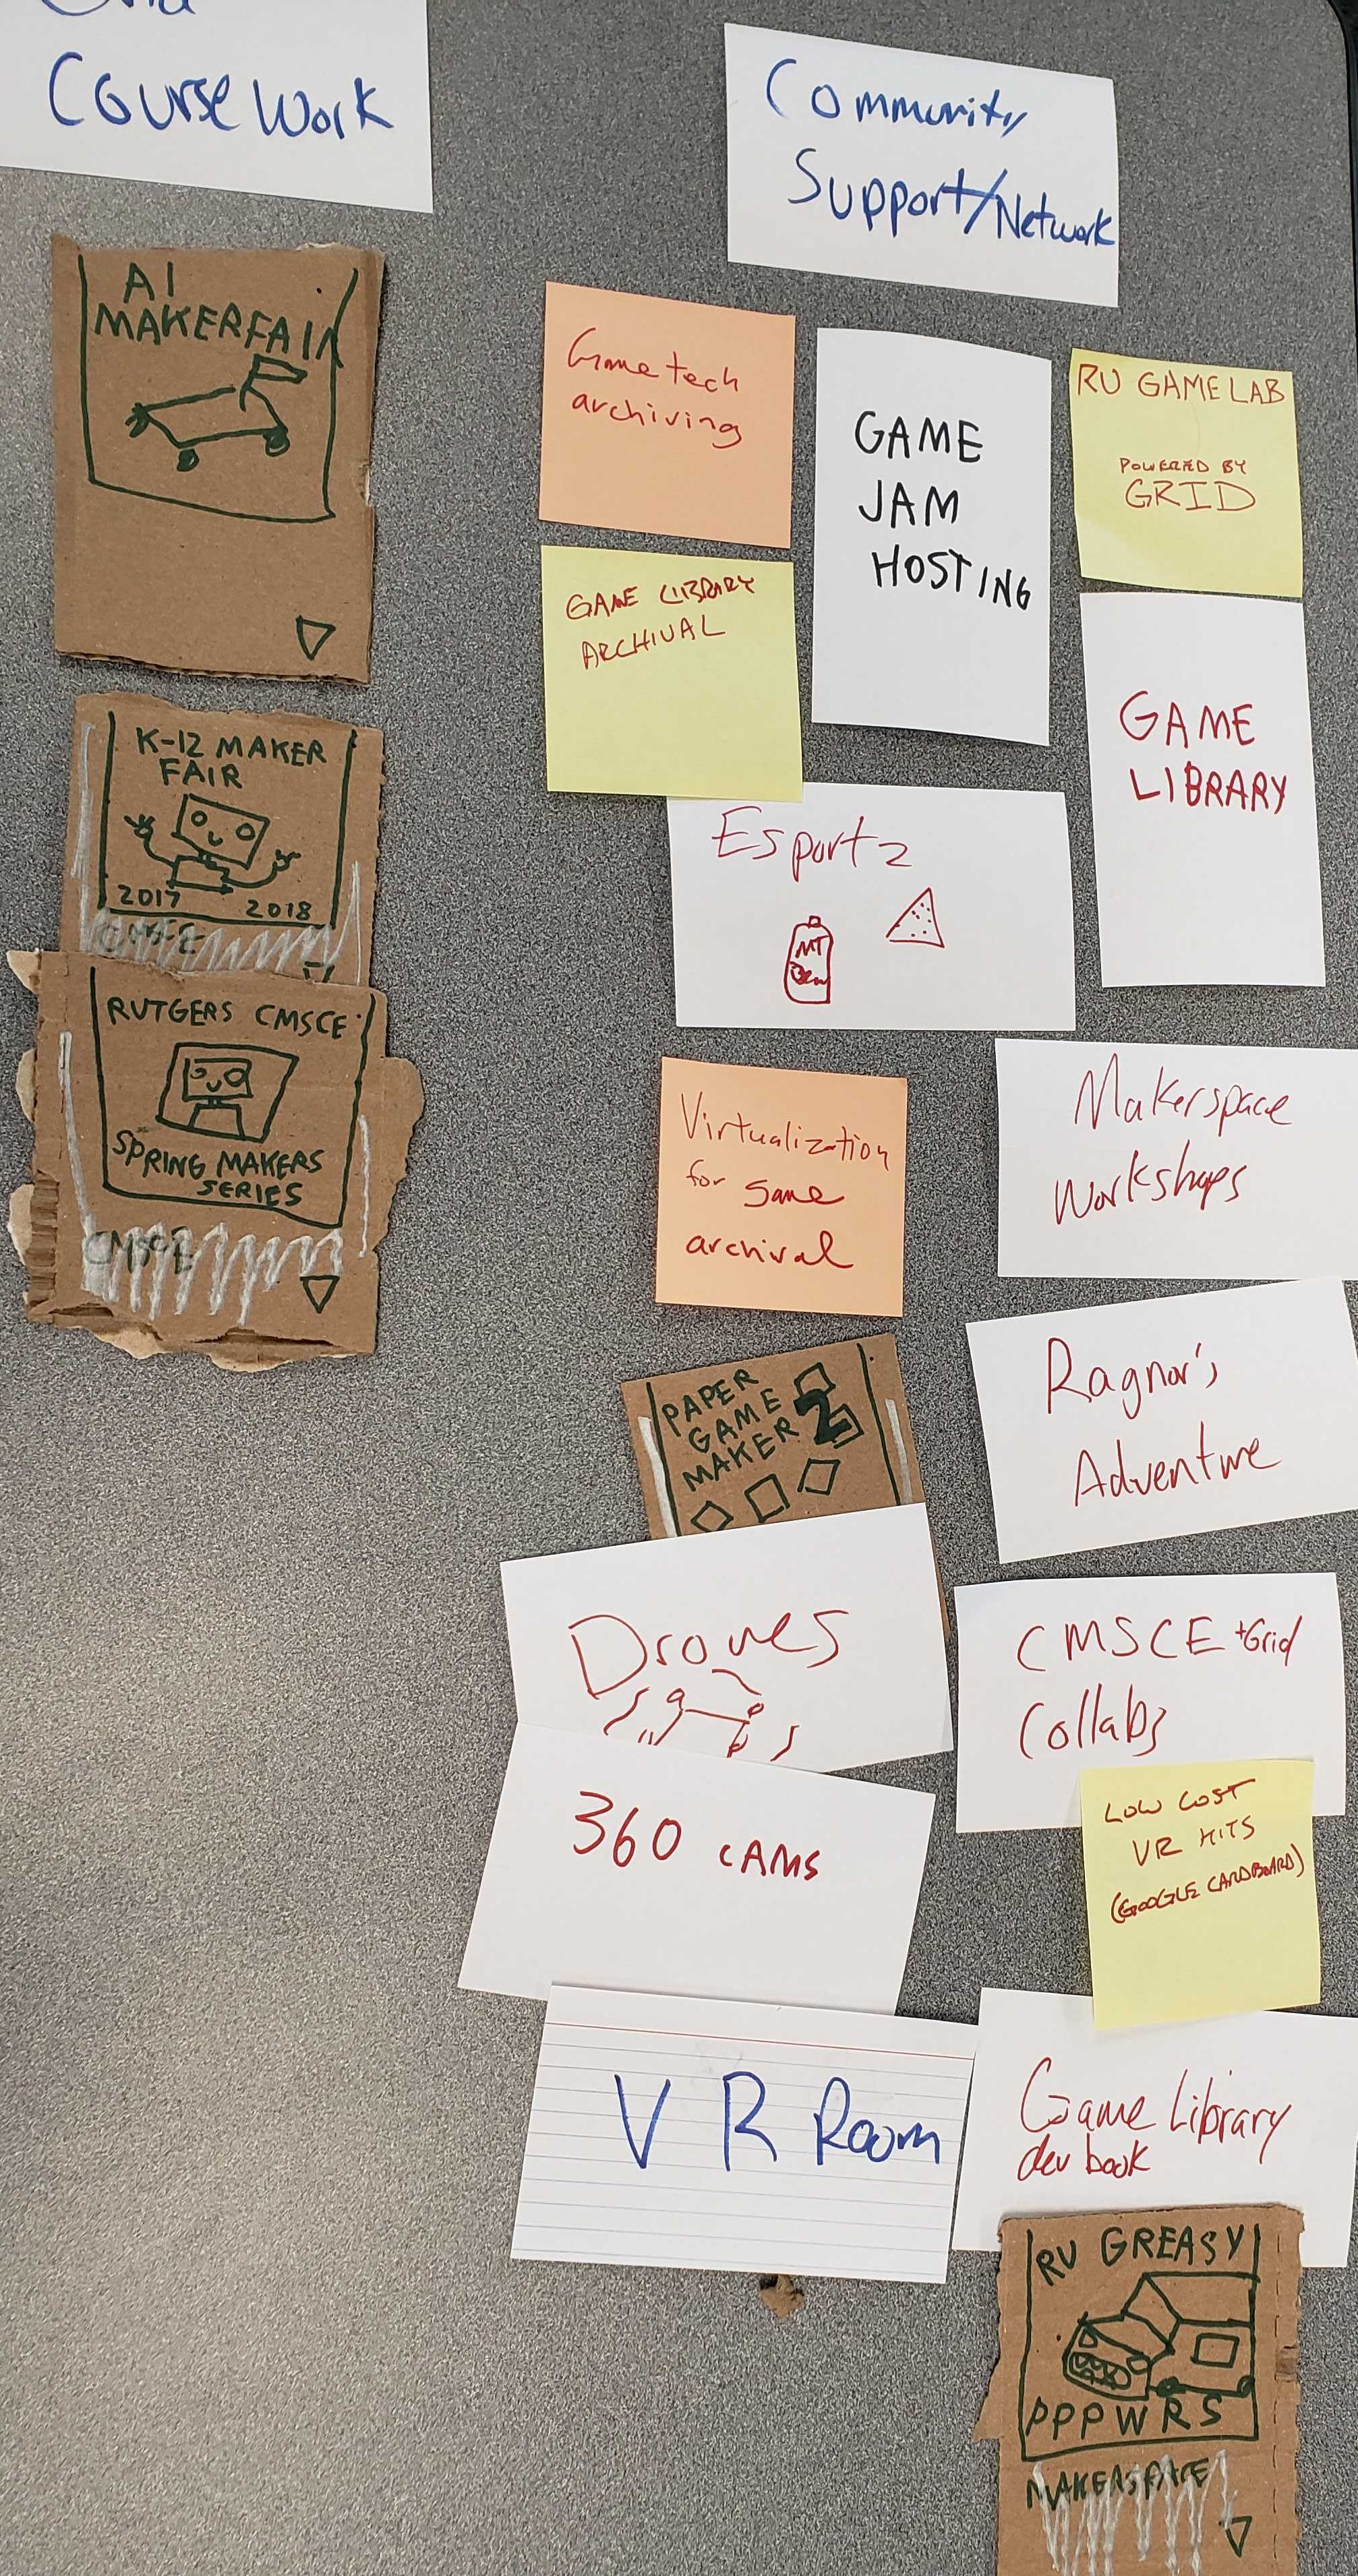 Course Work
AI
MAKERFAIR
K-12 MAKER
FAIR
2017 2018
CMSCE
RUTGERS CMSCE
SPRING MAKERS
SERIES
CMSCE
Community
Support/Network
Game tech
archiving
GAME
JAM
HOSTING
RU GAME LAB
POWERED BY
GRID
GAME LIBRARY
ARCHIVAL
GAME
LIBRARY
Esportz
MT
Dew
Virtualization
for game
archival
Makerspace
Workshops
PAPER
GAME
MAKER 2
Ragnar's
Adventure
Drones
CMSCE +Grid
Collabs
360 CAMS
LOW COST
VR KITS
(GOOGLE CARDBOARD)
VR Room
Game Library
dev book
RU GREASY
PPPWRS
MAKERSPACE